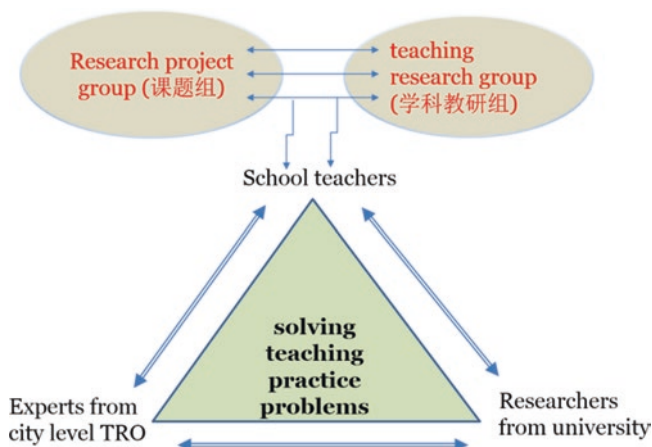 Research project
group (课题组)
teaching
research group
(学科教研组)
School teachers
solving
teaching
practice
problems
Experts from
city level TRO
Researchers
from university